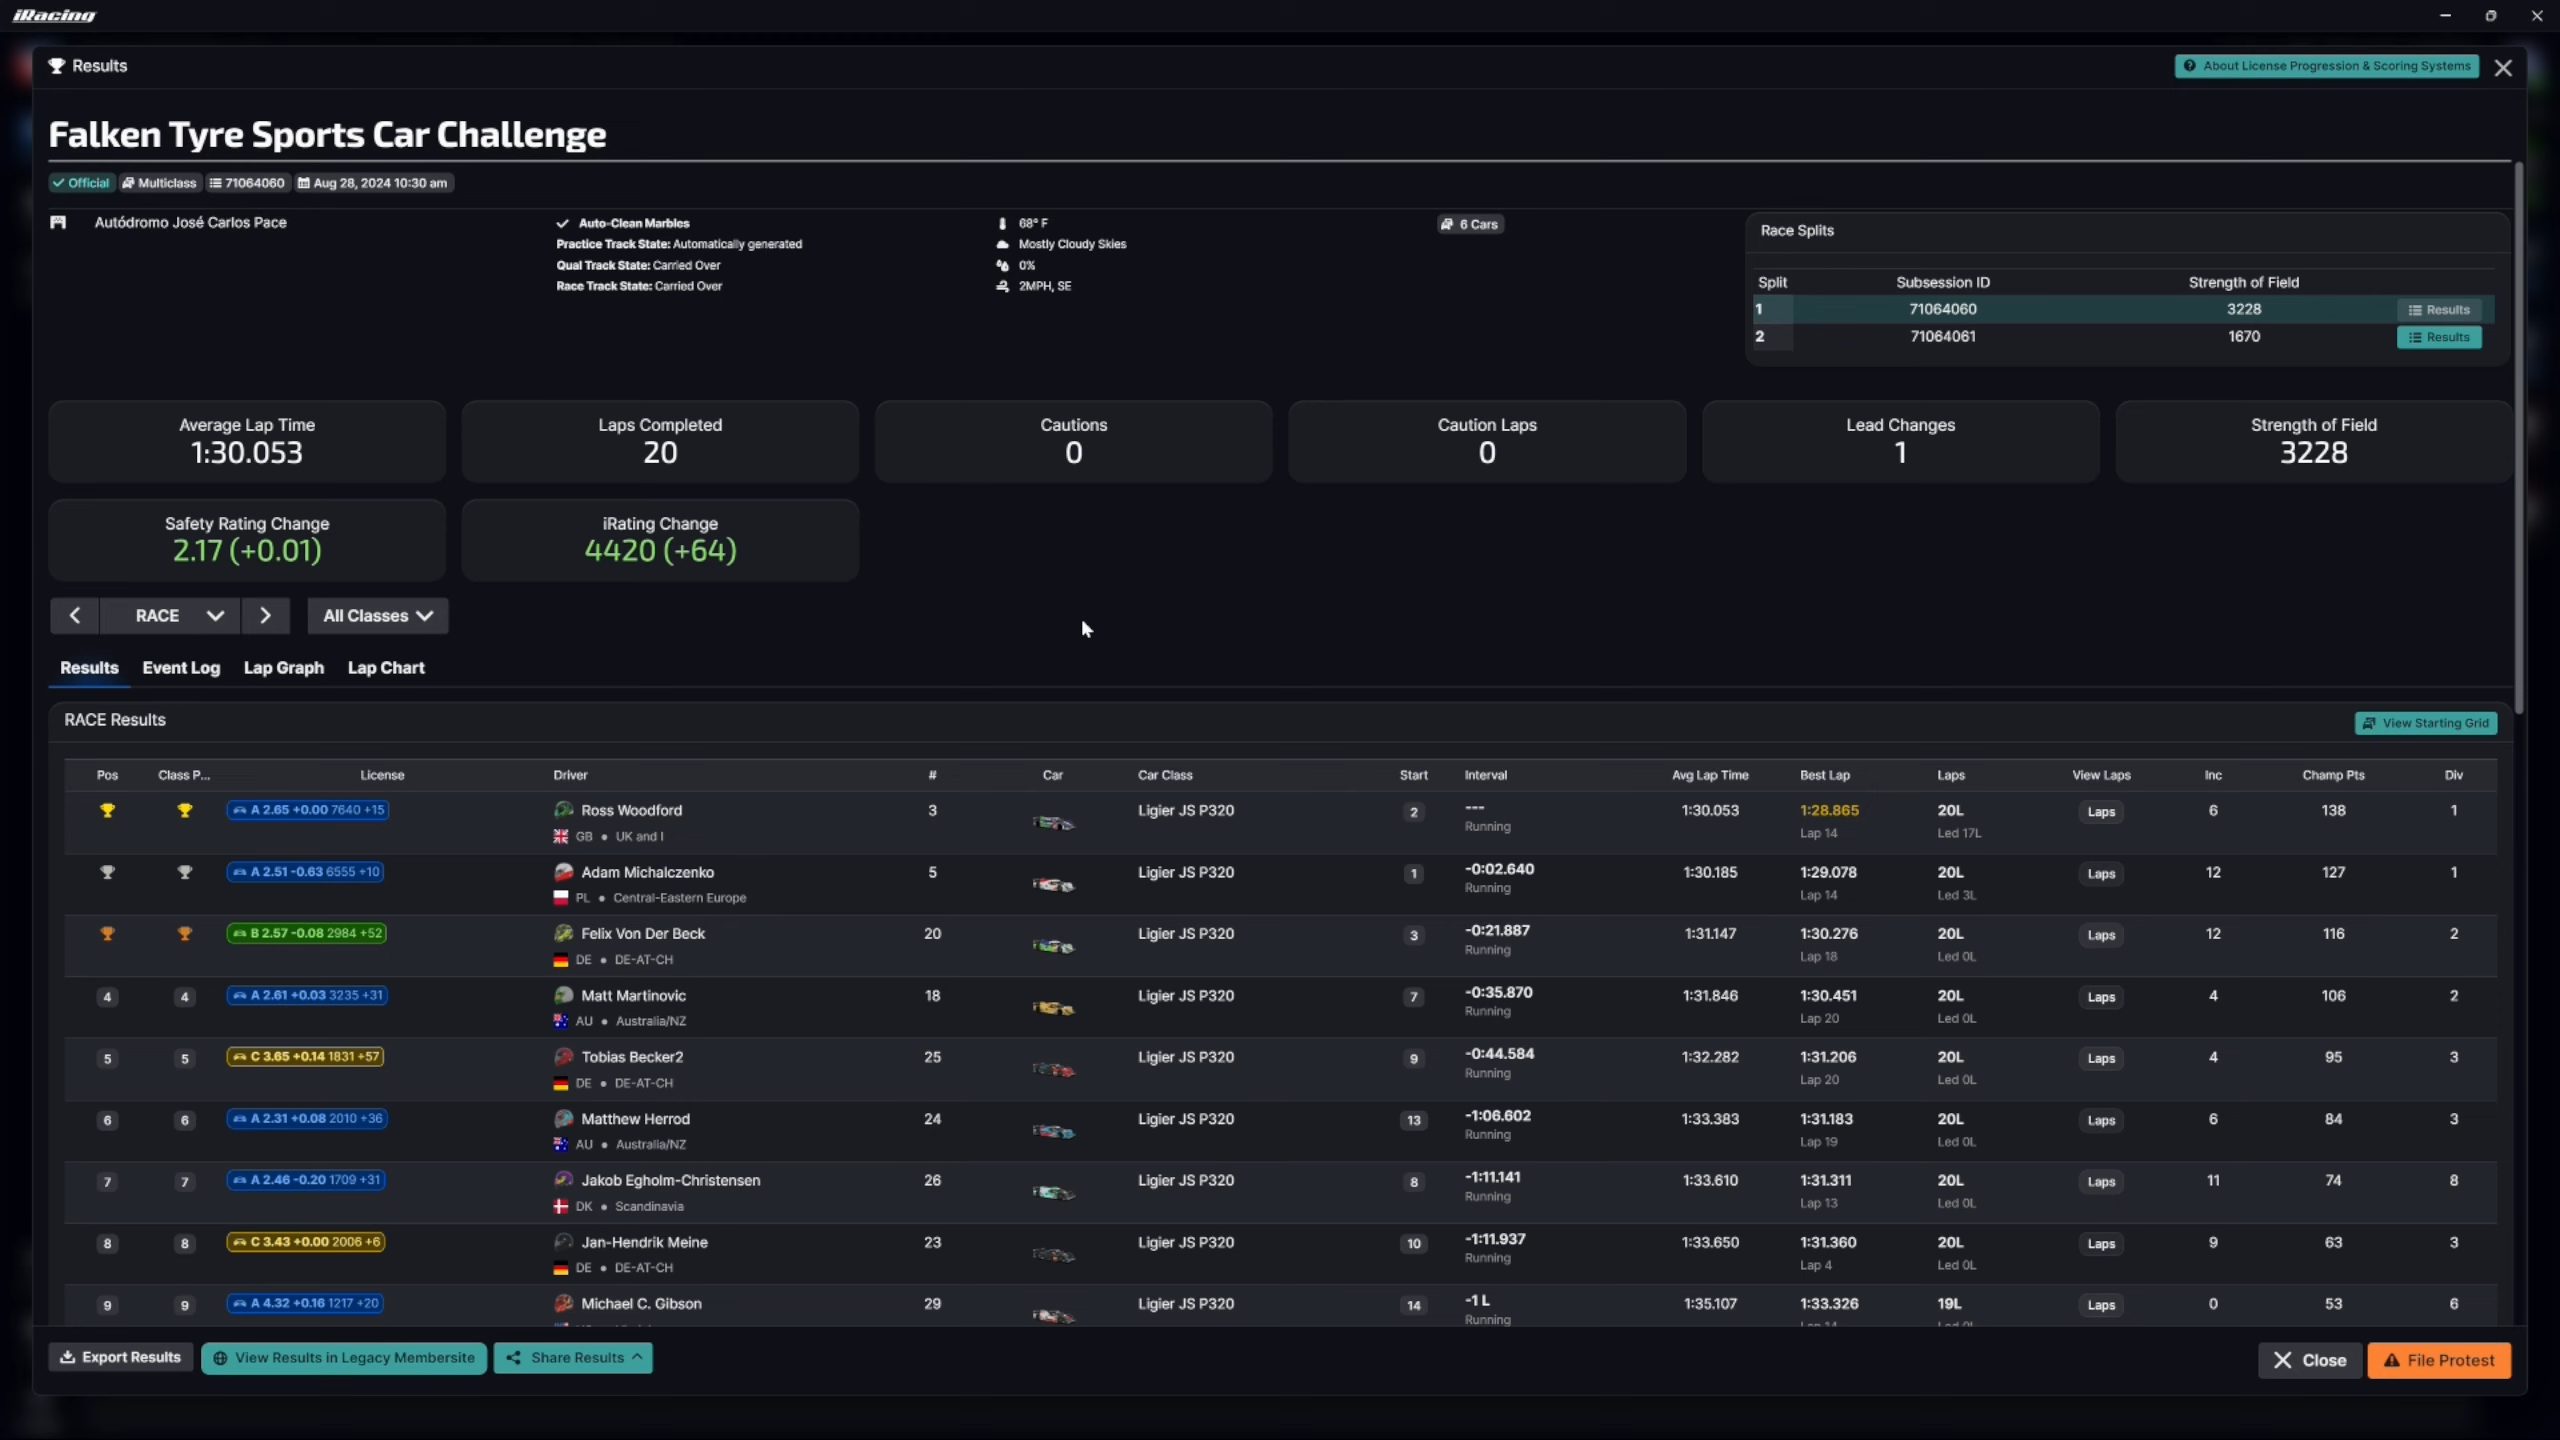 iRacing
Results
About License Progression & Scoring Systems
Falken Tyre Sports Car Challenge
Official Multiclass 71064060 Aug 28, 2024 10:30 am
Autódromo José Carlos Pace
Auto-Clean Marbles
Practice Track State: Automatically generated
Qual Track State: Carried Over
Race Track State: Carried Over
68° F
Mostly Cloudy Skies
0%
2MPH, SE
6 Cars
Race Splits
Split Subsession ID Strength of Field
1 71064060 3228 Results
2 71064061 1670 Results
Average Lap Time
1:30.053
Laps Completed
20
Cautions
0
Caution Laps
0
Lead Changes
1
Strength of Field
3228
Safety Rating Change
2.17 (+0.01)
iRating Change
4420 (+64)
RACE All Classes
Results Event Log Lap Graph Lap Chart
RACE Results
View Starting Grid
Pos Class P... License Driver # Car Car Class Start Interval Avg Lap Time Best Lap Laps View Laps Inc Champ Pts Div
A 2.65 +0.00 7640 +15 Ross Woodford 3 Ligier JS P320 2 --- 1:30.053 1:28.865 20L Laps 6 138 1
GB • UK and I Running Lap 14 Led 17L
A 2.51 -0.63 6555 +10 Adam Michalczenko 5 Ligier JS P320 1 -0:02.640 1:30.185 1:29.078 20L Laps 12 127 1
PL • Central-Eastern Europe Running Lap 14 Led 3L
B 2.57 -0.08 2984 +52 Felix Von Der Beck 20 Ligier JS P320 3 -0:21.887 1:31.147 1:30.276 20L Laps 12 116 2
DE • DE-AT-CH Running Lap 18 Led 0L
4 4 A 2.61 +0.03 3235 +31 Matt Martinovic 18 Ligier JS P320 7 -0:35.870 1:31.846 1:30.451 20L Laps 4 106 2
AU • Australia/NZ Running Lap 20 Led 0L
5 5 C 3.65 +0.14 1831 +57 Tobias Becker2 25 Ligier JS P320 9 -0:44.584 1:32.282 1:31.206 20L Laps 4 95 3
DE • DE-AT-CH Running Lap 20 Led 0L
6 6 A 2.31 +0.08 2010 +36 Matthew Herrod 24 Ligier JS P320 13 -1:06.602 1:33.383 1:31.183 20L Laps 6 84 3
AU • Australia/NZ Running Lap 19 Led 0L
7 7 A 2.46 -0.20 1709 +31 Jakob Egholm-Christensen 26 Ligier JS P320 8 -1:11.141 1:33.610 1:31.311 20L Laps 11 74 8
DK • Scandinavia Running Lap 13 Led 0L
8 8 C 3.43 +0.00 2006 +6 Jan-Hendrik Meine 23 Ligier JS P320 10 -1:11.937 1:33.650 1:31.360 20L Laps 9 63 3
DE • DE-AT-CH Running Lap 4 Led 0L
9 9 A 4.32 +0.16 1217 +20 Michael C. Gibson 29 Ligier JS P320 14 -1 L 1:35.107 1:33.326 19L Laps 0 53 6
Running
Export Results View Results in Legacy Membersite Share Results Close File Protest